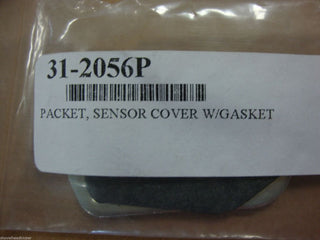 31-2056P
PACKET, SENSOR COVER W/GASKET